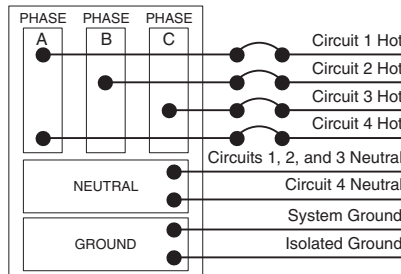 PHASE PHASE PHASE
A B C
Circuit 1 Hot
Circuit 2 Hot
Circuit 3 Hot
Circuit 4 Hot
Circuits 1, 2, and 3 Neutral
NEUTRAL
Circuit 4 Neutral
System Ground
GROUND
Isolated Ground